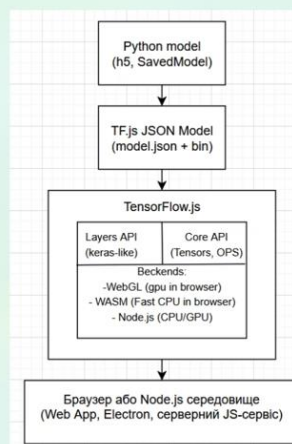 Python model
(h5, SavedModel)
TF.js JSON Model
(model.json + bin)
TensorFlow.js
Layers API
(keras-like)
Core API
(Tensors, OPS)
Beckends:
-WebGL (gpu in browser)
- WASM (Fast CPU in browser)
- Node.js (CPU/GPU)
Браузер або Node.js середовище
(Web App, Electron, серверний JS-сервіс)